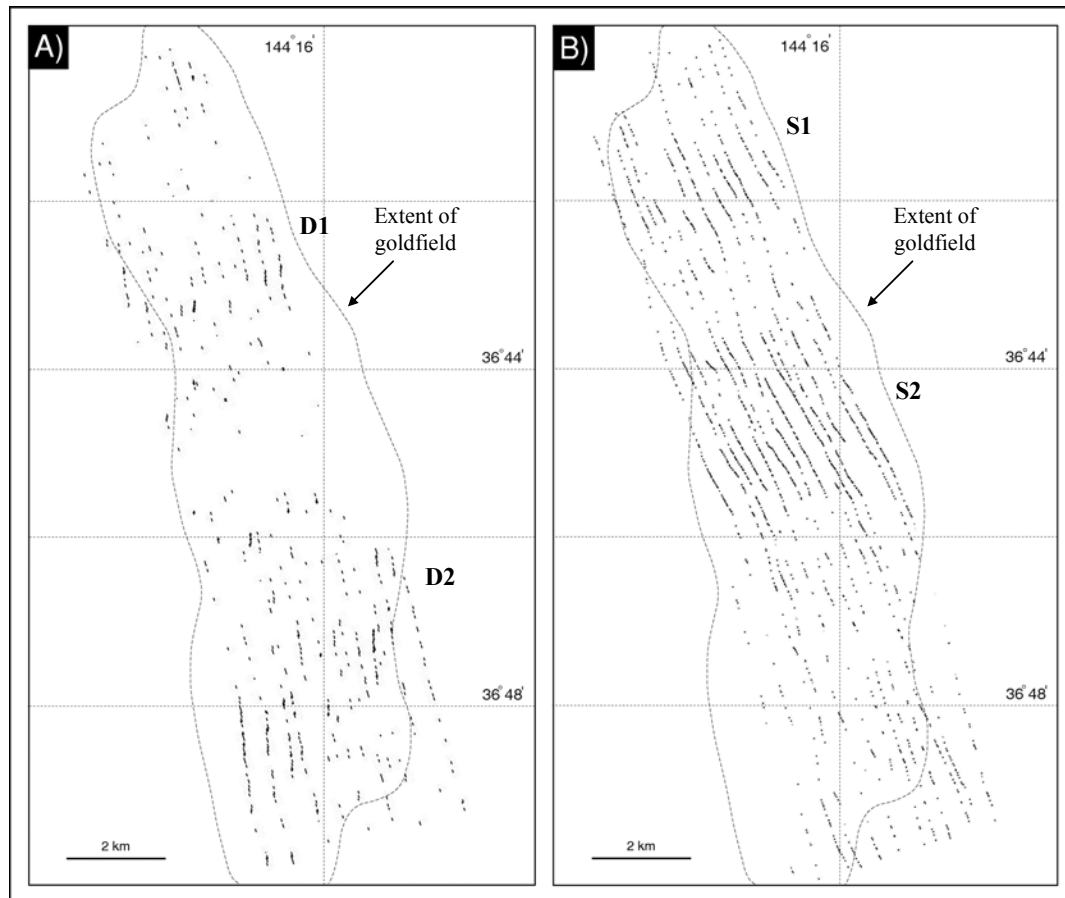 A)
144° 16'
D1
Extent of
goldfield
36° 44'
D2
36° 48'
2 km
B)
144° 16'
S1
Extent of
goldfield
36° 44'
S2
36° 48'
2 km